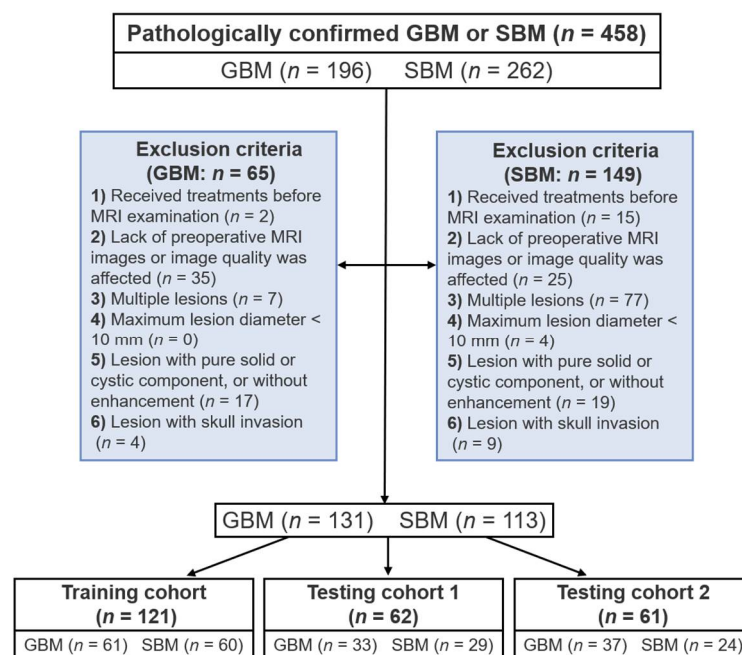 Pathologically confirmed GBM or SBM (n = 458)
GBM (n = 196) SBM (n = 262)
Exclusion criteria
(GBM: n = 65)
1) Received treatments before
MRI examination (n = 2)
2) Lack of preoperative MRI
images or image quality was
affected (n = 35)
3) Multiple lesions (n = 7)
4) Maximum lesion diameter <
10 mm (n = 0)
5) Lesion with pure solid or
cystic component, or without
enhancement (n = 17)
6) Lesion with skull invasion
(n = 4)
Exclusion criteria
(SBM: n = 149)
1) Received treatments before
MRI examination (n = 15)
2) Lack of preoperative MRI
images or image quality was
affected (n = 25)
3) Multiple lesions (n = 77)
4) Maximum lesion diameter <
10 mm (n = 4)
5) Lesion with pure solid or
cystic component, or without
enhancement (n = 19)
6) Lesion with skull invasion
(n = 9)
GBM (n = 131) SBM (n = 113)
Training cohort
(n = 121)
GBM (n = 61) SBM (n = 60)
Testing cohort 1
(n = 62)
GBM (n = 33) SBM (n = 29)
Testing cohort 2
(n = 61)
GBM (n = 37) SBM (n = 24)